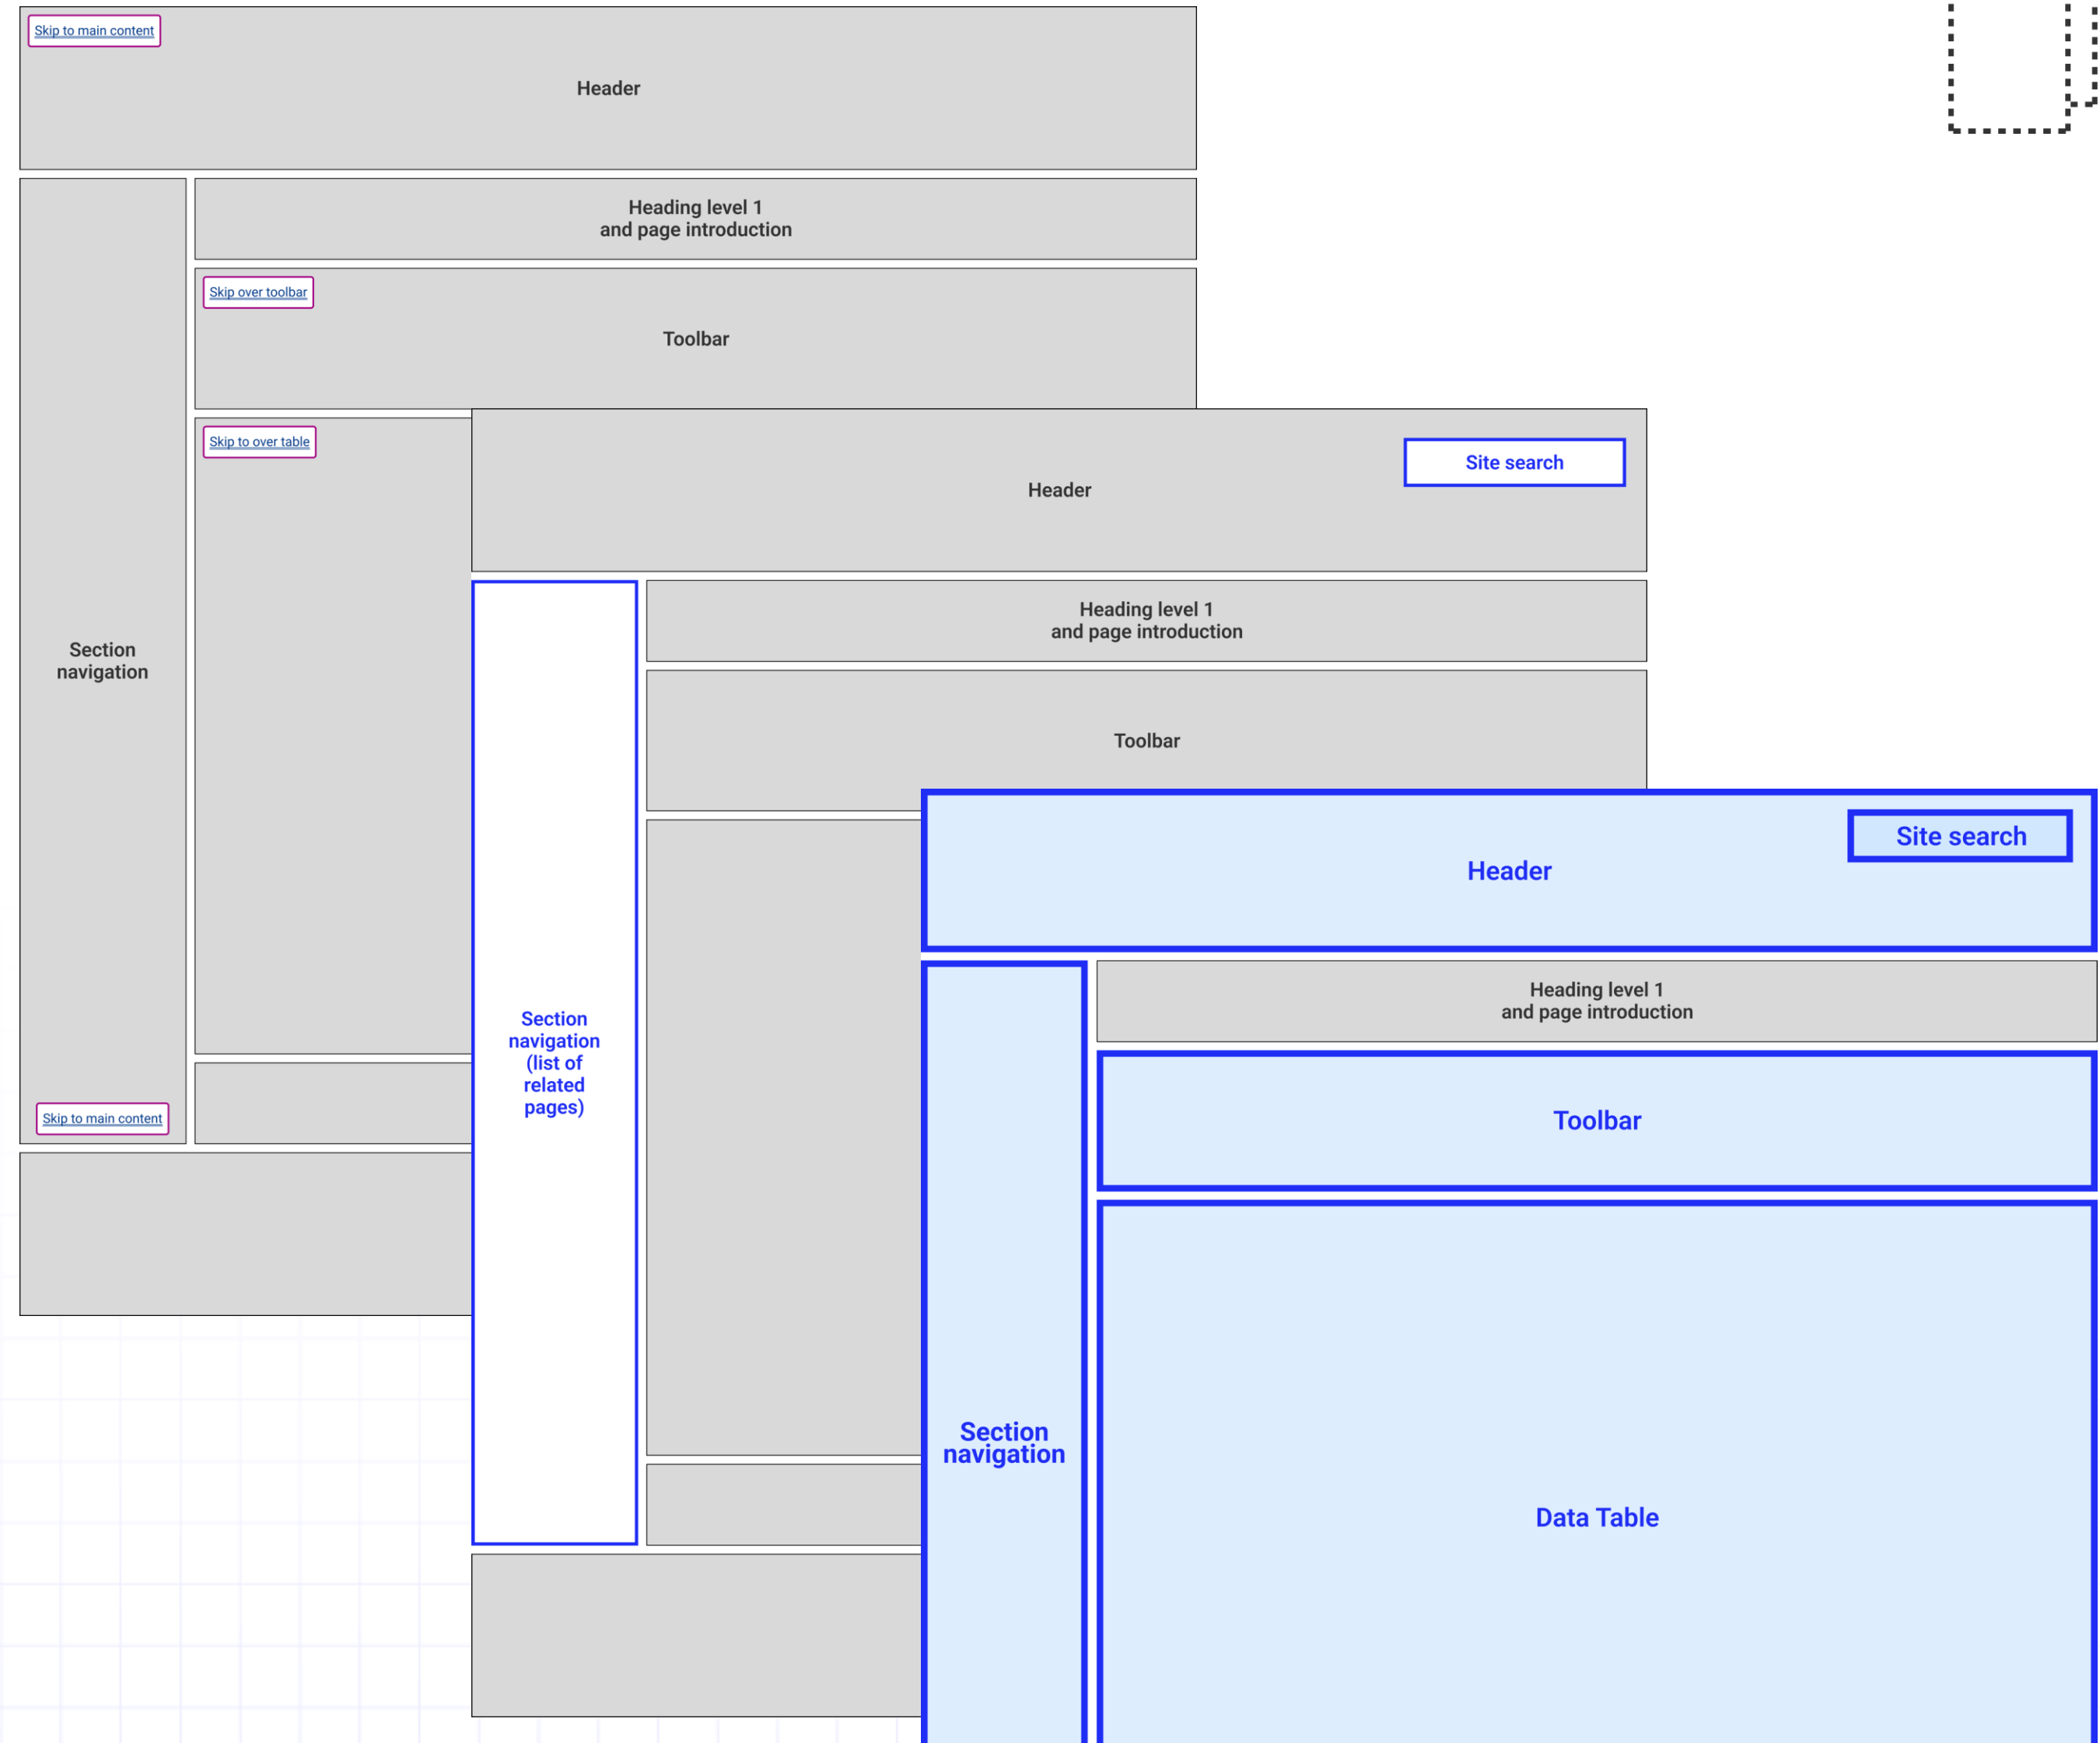 Skip to main content
Header
Heading level 1
and page introduction
Skip over toolbar
Toolbar
Skip to over table
Section
navigation
Skip to main content
Header
Site search
Heading level 1
and page introduction
Toolbar
Section
navigation
(list of
related
pages)
Header
Site search
Heading level 1
and page introduction
Toolbar
Section
navigation
Data Table